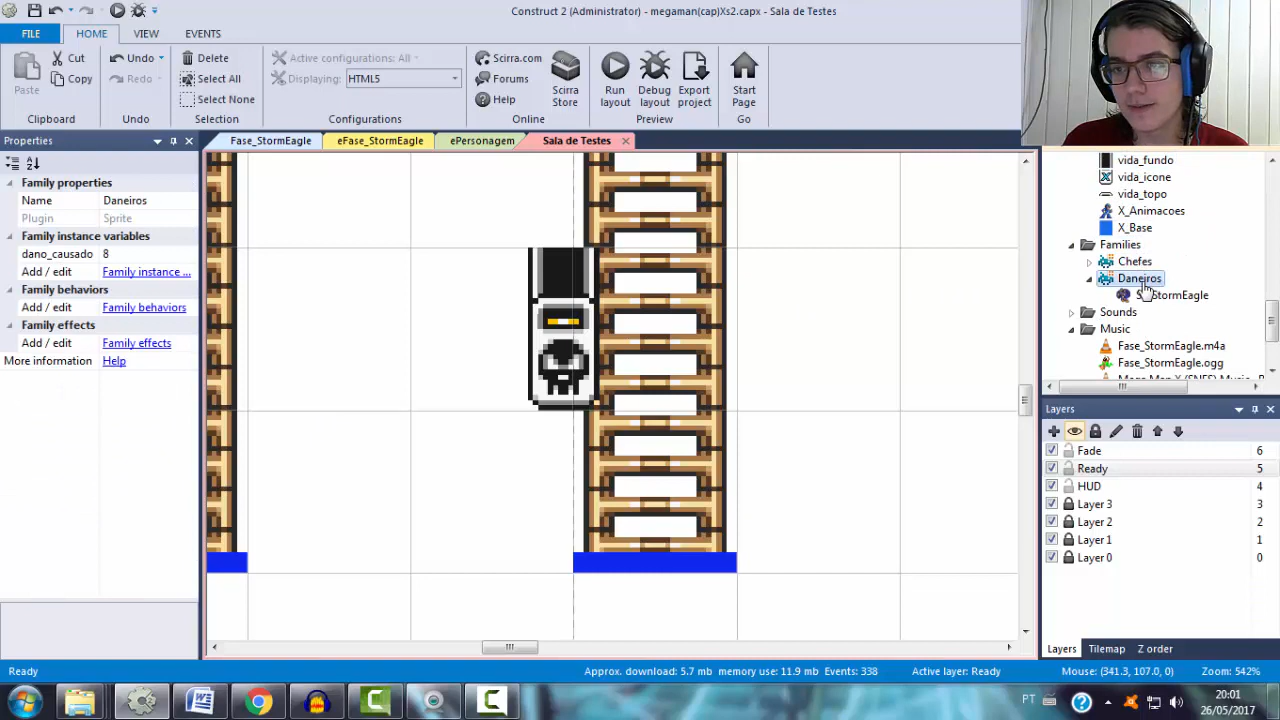 Construct 2 (Administrator) - megaman(cap)Xs2.capx - Sala de Testes
FILE
HOME
VIEW
EVENTS
Paste
Cut
Copy
Clipboard
Undo
Redo
Undo
Delete
Select All
Select None
Selection
Active configurations: All
Displaying:
HTML5
Configurations
Scirra.com
Forums
Help
Scirra Store
Online
Run layout
Debug layout
Export project
Preview
Start Page
Go
Properties
Fase_StormEagle
eFase_StormEagle
ePersonagem
Sala de Testes
Family properties
Name Daneiros
Plugin Sprite
Family instance variables
dano_causado 8
Add / edit Family instance ...
Family behaviors
Add / edit Family behaviors
Family effects
Add / edit Family effects
More information Help
vida_fundo
vida_icone
vida_topo
X_Animacoes
X_Base
Families
Chefes
Daneiros
StormEagle
Sounds
Music
Fase_StormEagle.m4a
Fase_StormEagle.ogg
Layers
Fade 6
Ready 5
HUD 4
Layer 3 3
Layer 2 2
Layer 1 1
Layer 0 0
Layers
Tilemap
Z order
Ready
Approx. download: 5.7 mb
memory use: 11.9 mb
Events: 338
Active layer: Ready
Mouse: (341.3, 107.0, 0)
Zoom: 542%
PT
20:01
26/05/2017